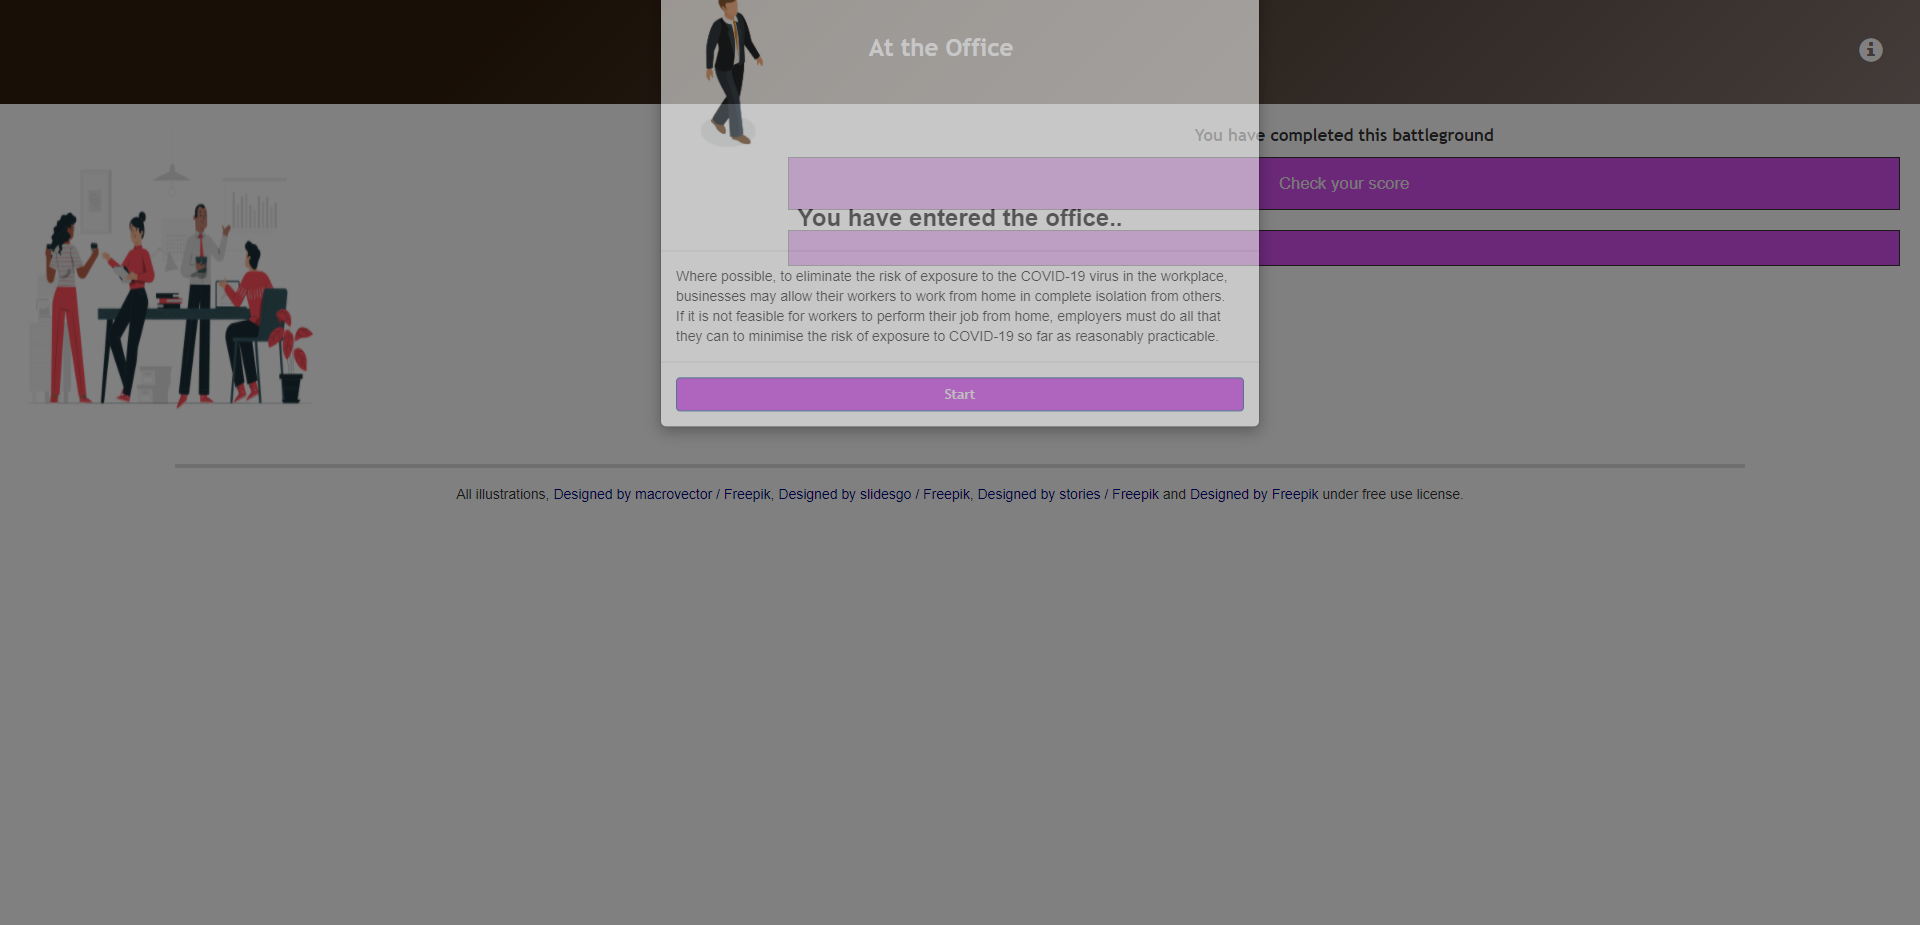 At the Office
You have completed this battleground
Check your score
You have entered the office..
Where possible, to eliminate the risk of exposure to the COVID-19 virus in the workplace,
businesses may allow their workers to work from home in complete isolation from others.
If it is not feasible for workers to perform their job from home, employers must do all that
they can to minimise the risk of exposure to COVID-19 so far as reasonably practicable.
Start
All illustrations, Designed by macrovector / Freepik, Designed by slidesgo / Freepik, Designed by stories / Freepik and Designed by Freepik under free use license.